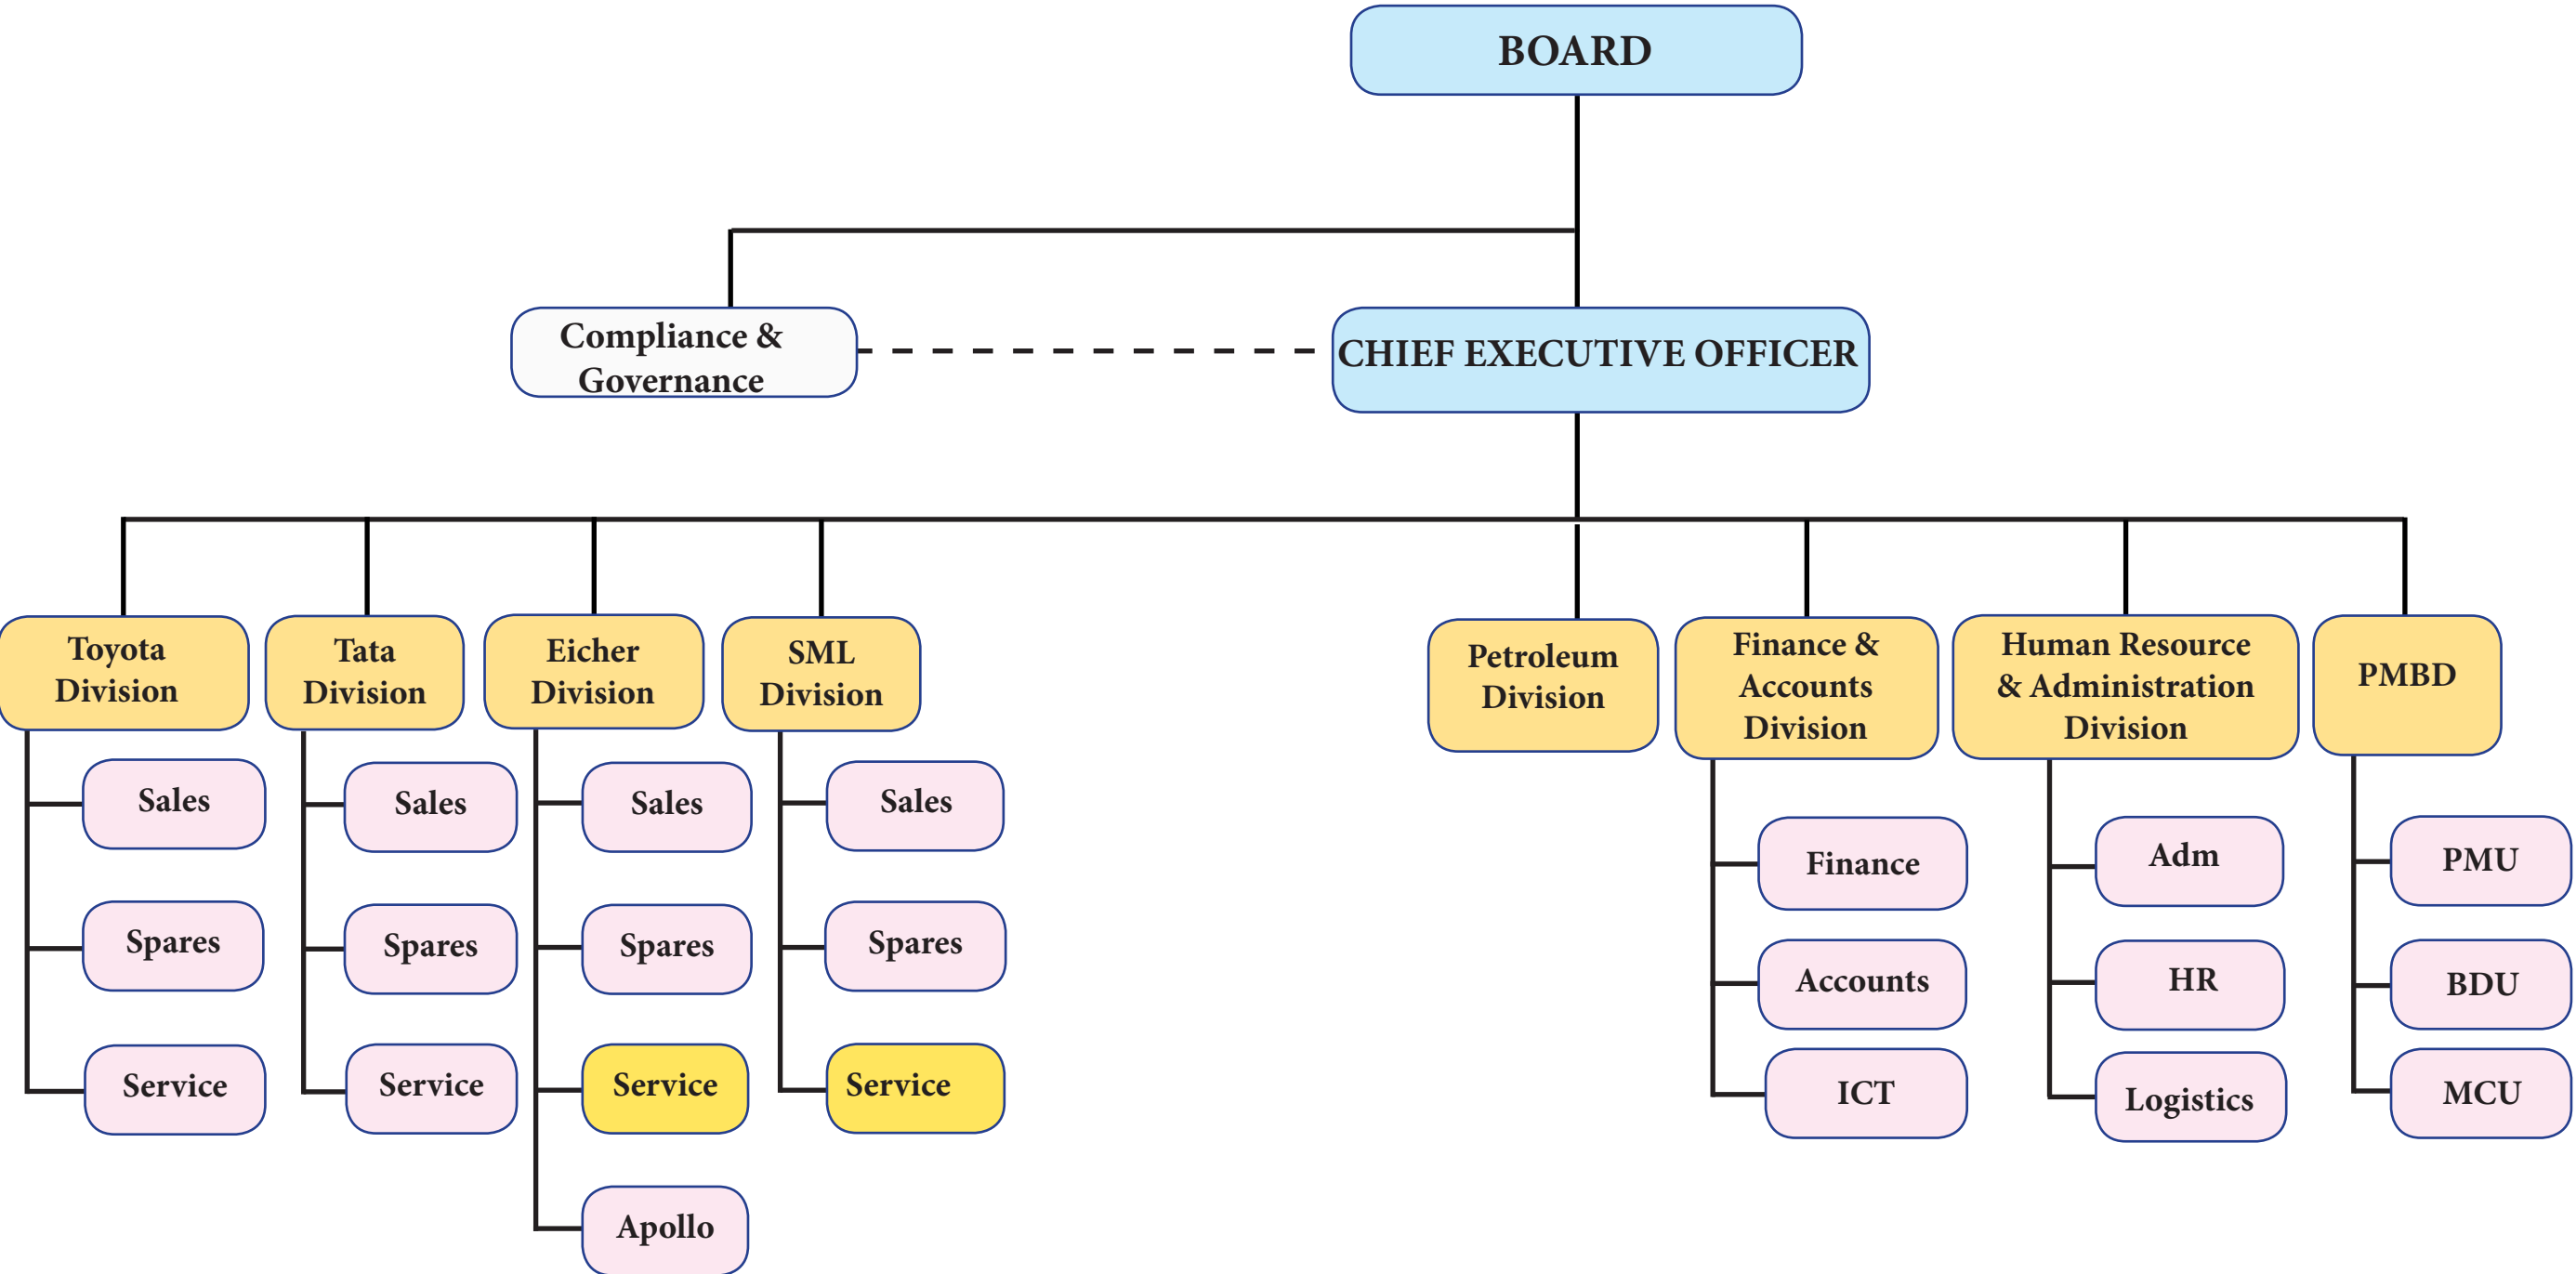 BOARD
Compliance &
Governance
CHIEF EXECUTIVE OFFICER
Toyota
Division
Tata
Division
Eicher
Division
SML
Division
Petroleum
Division
Finance &
Accounts
Division
Human Resource
& Administration
Division
PMBD
Sales
Spares
Service
Sales
Spares
Service
Sales
Spares
Service
Apollo
Sales
Spares
Service
Finance
Accounts
ICT
Adm
HR
Logistics
PMU
BDU
MCU